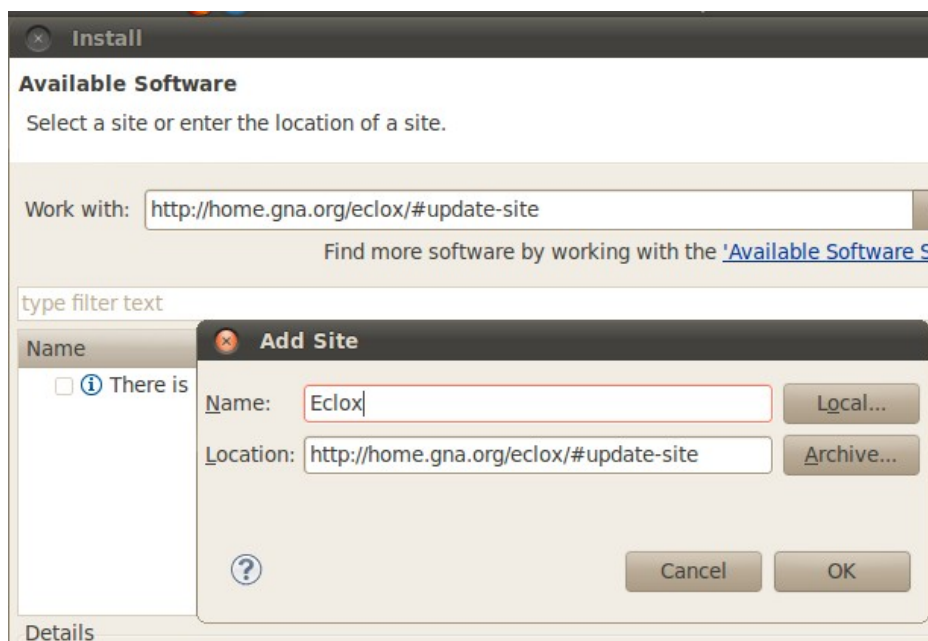 Install
Available Software
Select a site or enter the location of a site.
Work with: http://home.gna.org/eclox/#update-site
Find more software by working with the 'Available Software S
type filter text
Name
There is
Add Site
Name: Eclox Local...
Location: http://home.gna.org/eclox/#update-site Archive...
? Cancel OK
Details